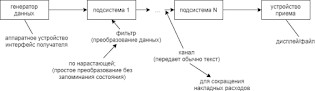 генератор
данных
подсистема 1
...
подсистема N
устройство
приема
аппаратное устройство
интерфейс получателя
фильтр
(преобразование данных)
канал
(передает обычно текст)
дисплей/файл
по нарастающей:
(простое преобразование без
запоминания состояния)
для сокращения
накладных расходов